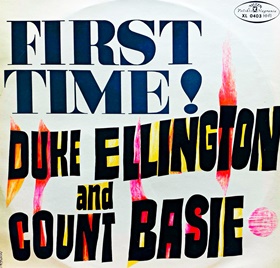 XL 0403
FIRST
TIME!
DUKE ELLINGTON
and
COUNT BASIE